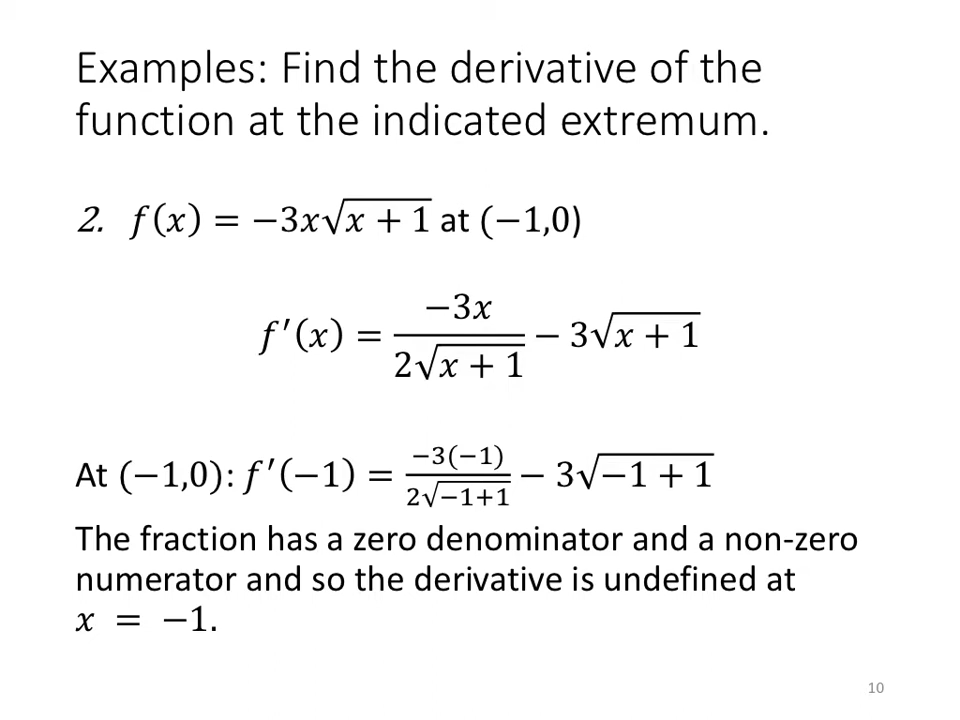 Examples: Find the derivative of the
function at the indicated extremum.
2. f(x) = −3x√(x + 1) at (−1,0)
f′(x) = (−3x)/(2√(x + 1)) − 3√(x + 1)
At (−1,0): f′(−1) = (−3(−1))/(2√(−1+1)) − 3√(−1 + 1)
The fraction has a zero denominator and a non-zero
numerator and so the derivative is undefined at
x = −1.
10